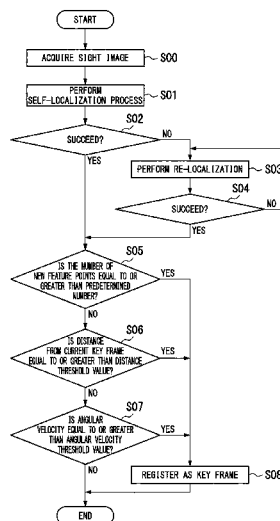 START
ACQUIRE SIGHT IMAGE
S00
PERFORM
SELF-LOCALIZATION PROCESS
S01
S02
SUCCEED?
NO
YES
PERFORM RE-LOCALIZATION
S03
S04
SUCCEED?
NO
YES
S05
IS THE NUMBER OF
NEW FEATURE POINTS EQUAL TO OR
GREATER THAN PREDETERMINED
NUMBER?
YES
NO
S06
IS DISTANCE
FROM CURRENT KEY FRAME
EQUAL TO OR GREATER THAN DISTANCE
THRESHOLD VALUE?
YES
NO
S07
IS ANGULAR
VELOCITY EQUAL TO OR GREATER
THAN ANGULAR VELOCITY
THRESHOLD VALUE?
YES
NO
REGISTER AS KEY FRAME
S08
END